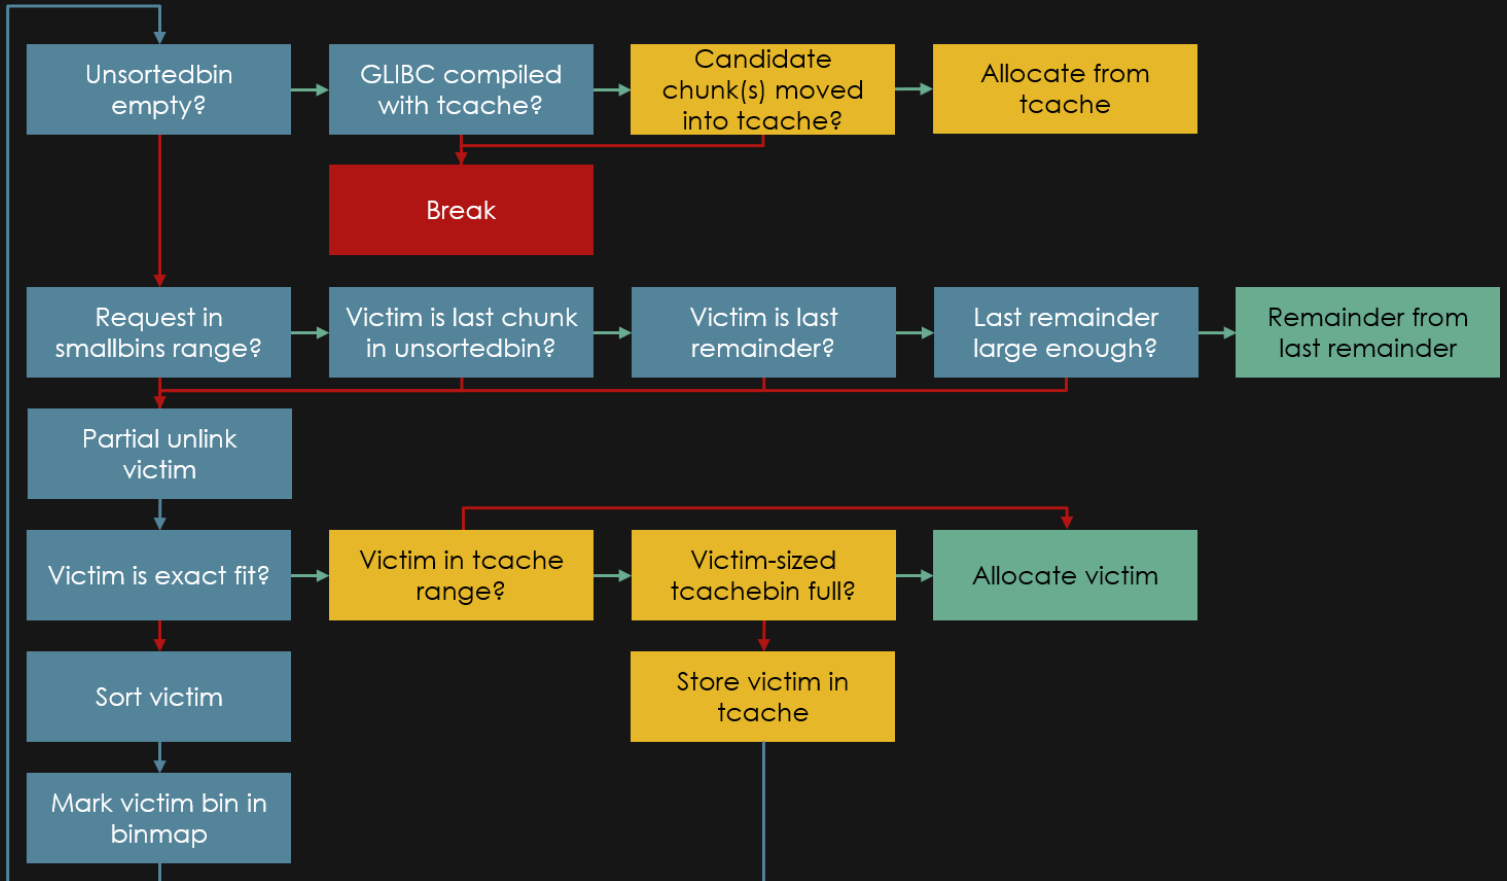 Unsortedbin
empty?
GLIBC compiled
with tcache?
Candidate
chunk(s) moved
into tcache?
Allocate from
tcache
Break
Request in
smallbins range?
Victim is last chunk
in unsortedbin?
Victim is last
remainder?
Last remainder
large enough?
Remainder from
last remainder
Partial unlink
victim
Victim is exact fit?
Victim in tcache
range?
Victim-sized
tcachebin full?
Allocate victim
Sort victim
Store victim in
tcache
Mark victim bin in
binmap